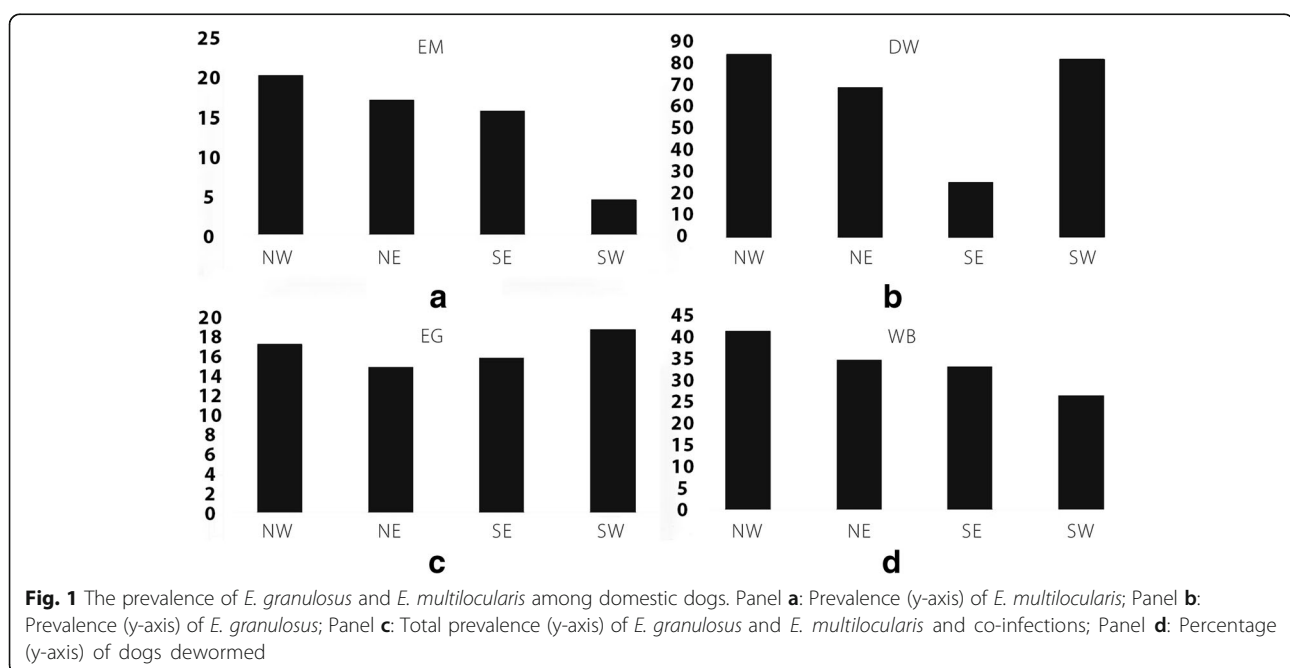 EM
25
20
15
10
5
0
NW NE SE SW
a
DW
90
80
70
60
50
40
30
20
10
0
NW NE SE SW
b
EG
20
18
16
14
12
10
8
6
4
2
0
NW NE SE SW
c
WB
45
40
35
30
25
20
15
10
5
0
NW NE SE SW
d
Fig. 1 The prevalence of E. granulosus and E. multilocularis among domestic dogs. Panel a: Prevalence (y-axis) of E. multilocularis; Panel b:
Prevalence (y-axis) of E. granulosus; Panel c: Total prevalence (y-axis) of E. granulosus and E. multilocularis and co-infections; Panel d: Percentage
(y-axis) of dogs dewormed